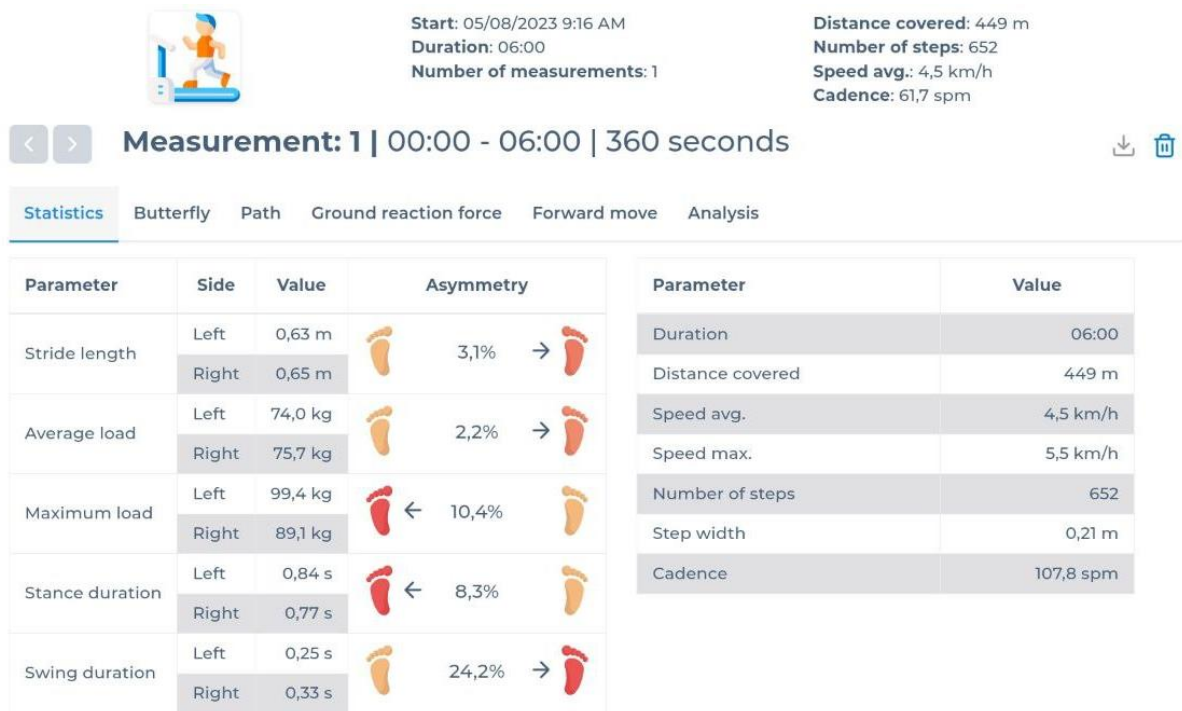 Start: 05/08/2023 9:16 AM
Duration: 06:00
Number of measurements: 1
Distance covered: 449 m
Number of steps: 652
Speed avg.: 4,5 km/h
Cadence: 61,7 spm
Measurement: 1 | 00:00 - 06:00 | 360 seconds
Statistics Butterfly Path Ground reaction force Forward move Analysis
Parameter Side Value Asymmetry
Stride length
Left 0,63 m
3,1%
Right 0,65 m
Average load
Left 74,0 kg
2,2%
Right 75,7 kg
Maximum load
Left 99,4 kg
10,4%
Right 89,1 kg
Stance duration
Left 0,84 s
8,3%
Right 0,77 s
Swing duration
Left 0,25 s
24,2%
Right 0,33 s
Parameter Value
Duration 06:00
Distance covered 449 m
Speed avg. 4,5 km/h
Speed max. 5,5 km/h
Number of steps 652
Step width 0,21 m
Cadence 107,8 spm